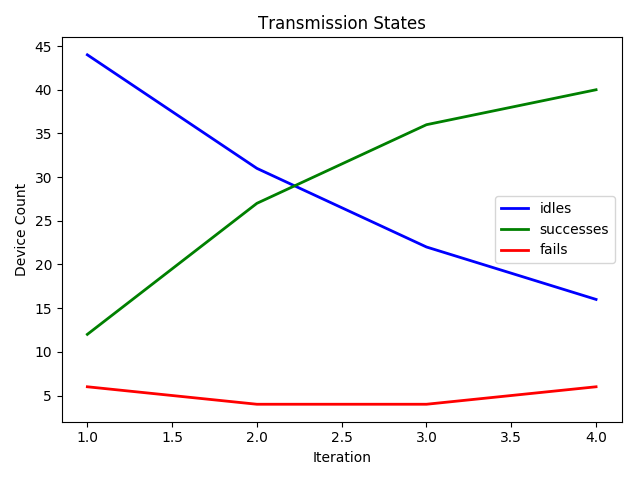 Transmission States
45
40
35
30
25
20
15
10
5
Device Count
idles
successes
fails
1.0 1.5 2.0 2.5 3.0 3.5 4.0
Iteration